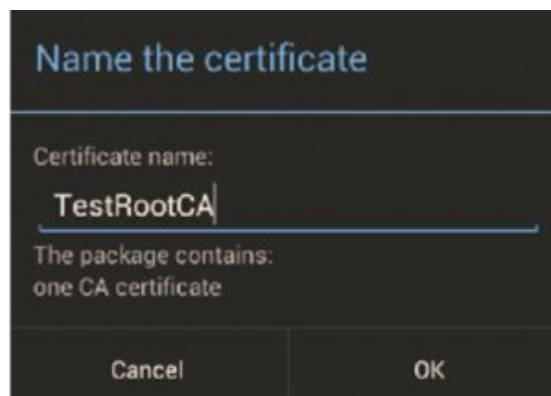 Name the certificate
Certificate name:
TestRootCA
The package contains:
one CA certificate
Cancel
OK